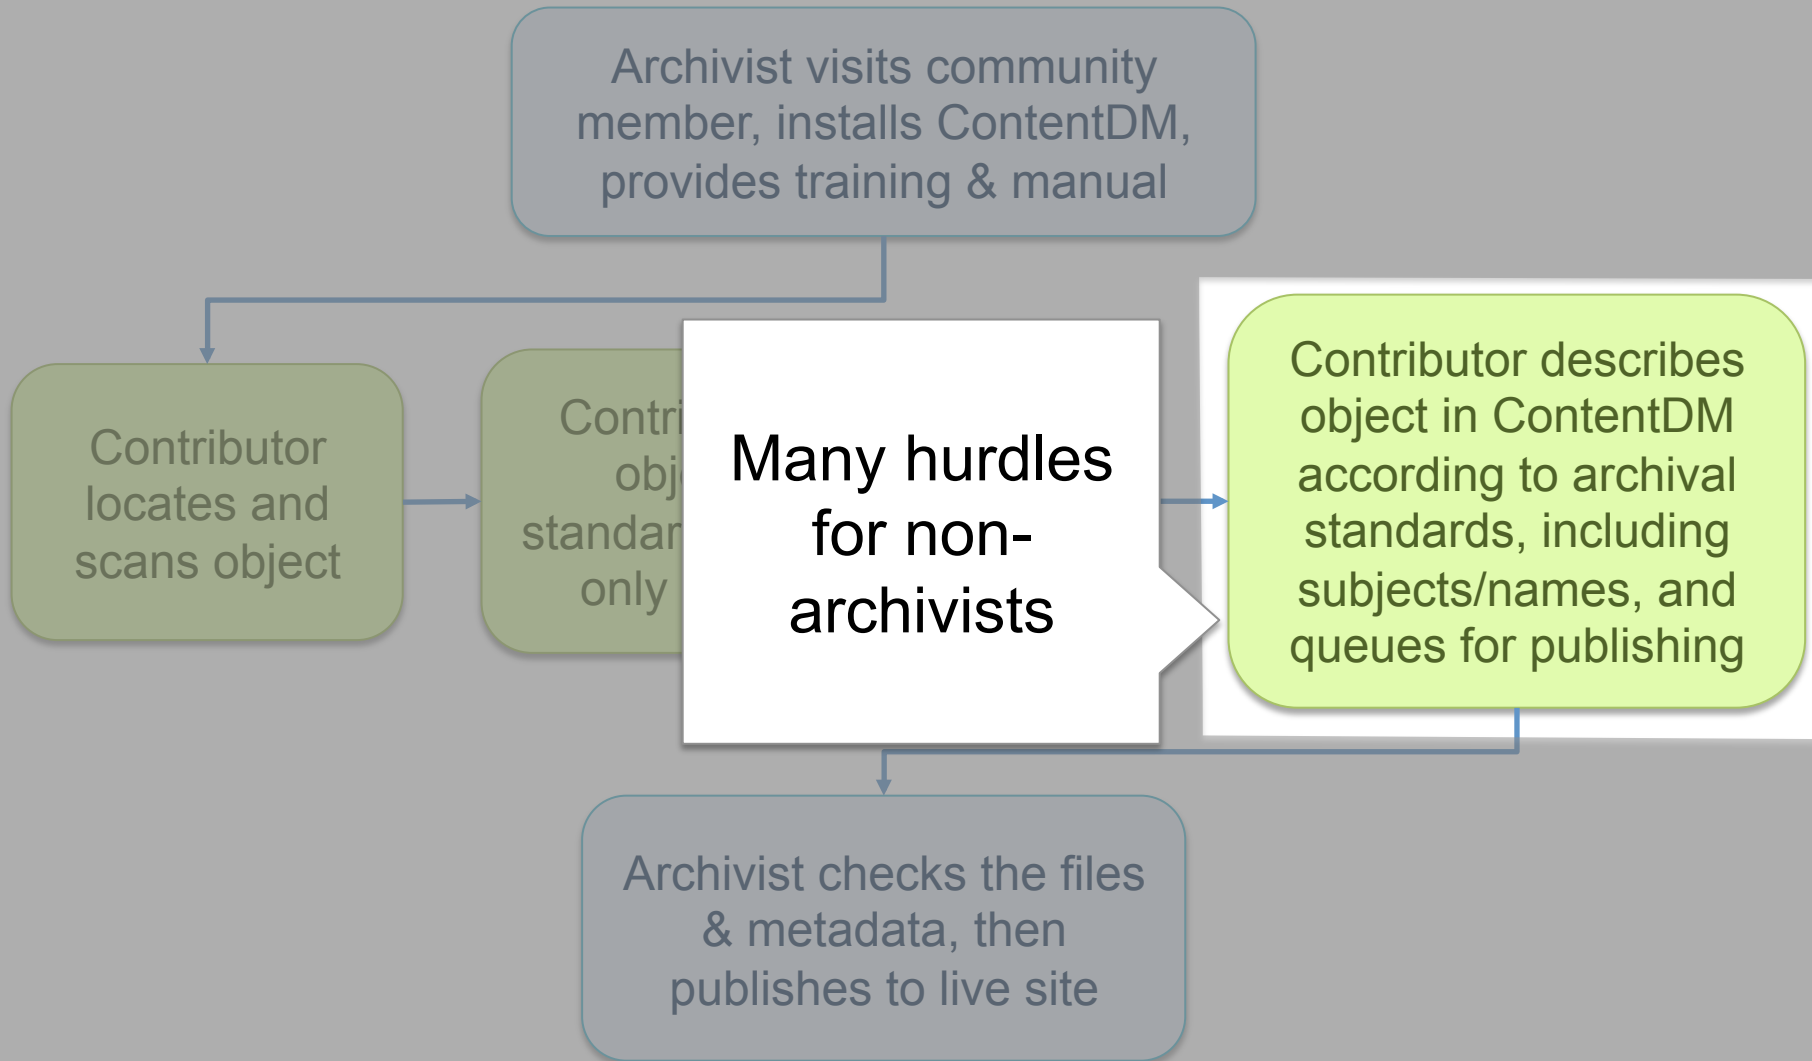 Archivist visits community
member, installs ContentDM,
provides training & manual
Contributor
locates and
scans object
standar
only
Many hurdles
for non-
archivists
Contributor describes
object in ContentDM
according to archival
standards, including
subjects/names, and
queues for publishing
Archivist checks the files
& metadata, then
publishes to live site